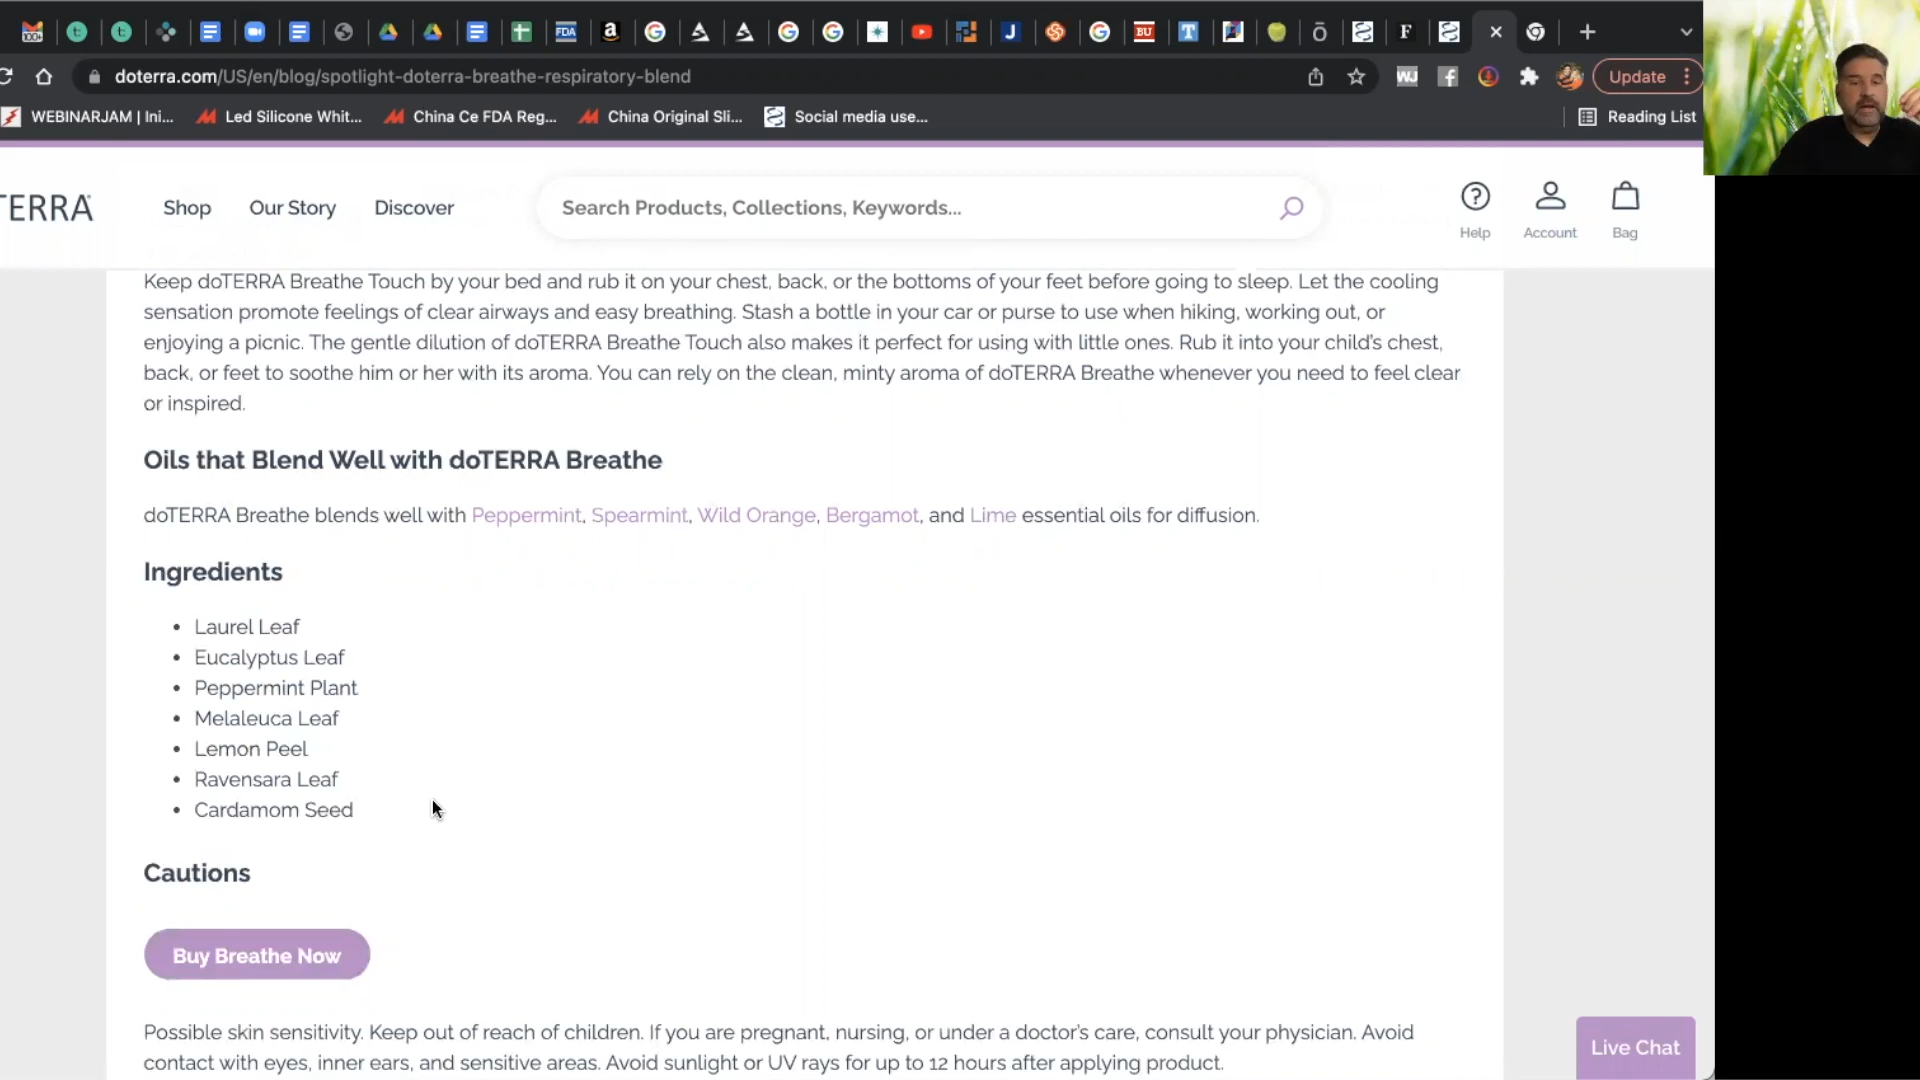 100+
FDA
a
J
BU
T
F
doterra.com/US/en/blog/spotlight-doterra-breathe-respiratory-blend
WJ
Update
WEBINARJAM | Ini...
Led Silicone Whit...
China Ce FDA Reg...
China Original Sli...
Social media use...
Reading List
TERRA
Shop
Our Story
Discover
Search Products, Collections, Keywords...
Help
Account
Bag
Keep doTERRA Breathe Touch by your bed and rub it on your chest, back, or the bottoms of your feet before going to sleep. Let the cooling
sensation promote feelings of clear airways and easy breathing. Stash a bottle in your car or purse to use when hiking, working out, or
enjoying a picnic. The gentle dilution of doTERRA Breathe Touch also makes it perfect for using with little ones. Rub it into your child's chest,
back, or feet to soothe him or her with its aroma. You can rely on the clean, minty aroma of doTERRA Breathe whenever you need to feel clear
or inspired.
Oils that Blend Well with doTERRA Breathe
doTERRA Breathe blends well with Peppermint, Spearmint, Wild Orange, Bergamot, and Lime essential oils for diffusion.
Ingredients
• Laurel Leaf
• Eucalyptus Leaf
• Peppermint Plant
• Melaleuca Leaf
• Lemon Peel
• Ravensara Leaf
• Cardamom Seed
Cautions
Buy Breathe Now
Possible skin sensitivity. Keep out of reach of children. If you are pregnant, nursing, or under a doctor's care, consult your physician. Avoid
contact with eyes, inner ears, and sensitive areas. Avoid sunlight or UV rays for up to 12 hours after applying product.
Live Chat